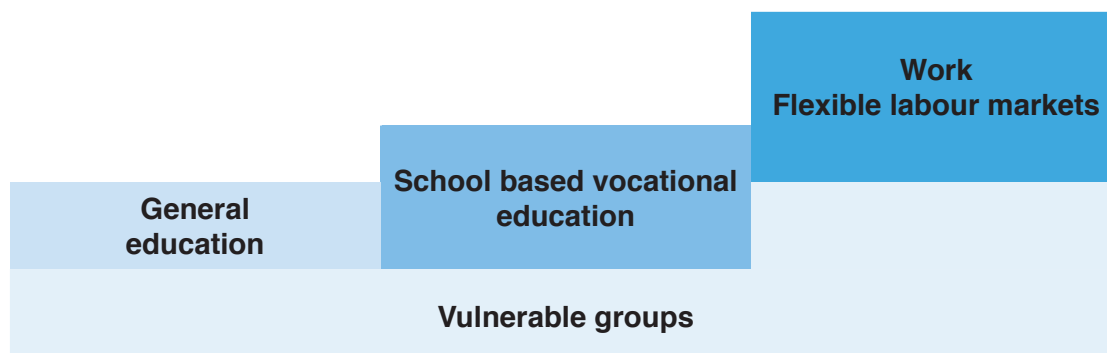 Work
Flexible labour markets
School based vocational
education
General
education
Vulnerable groups